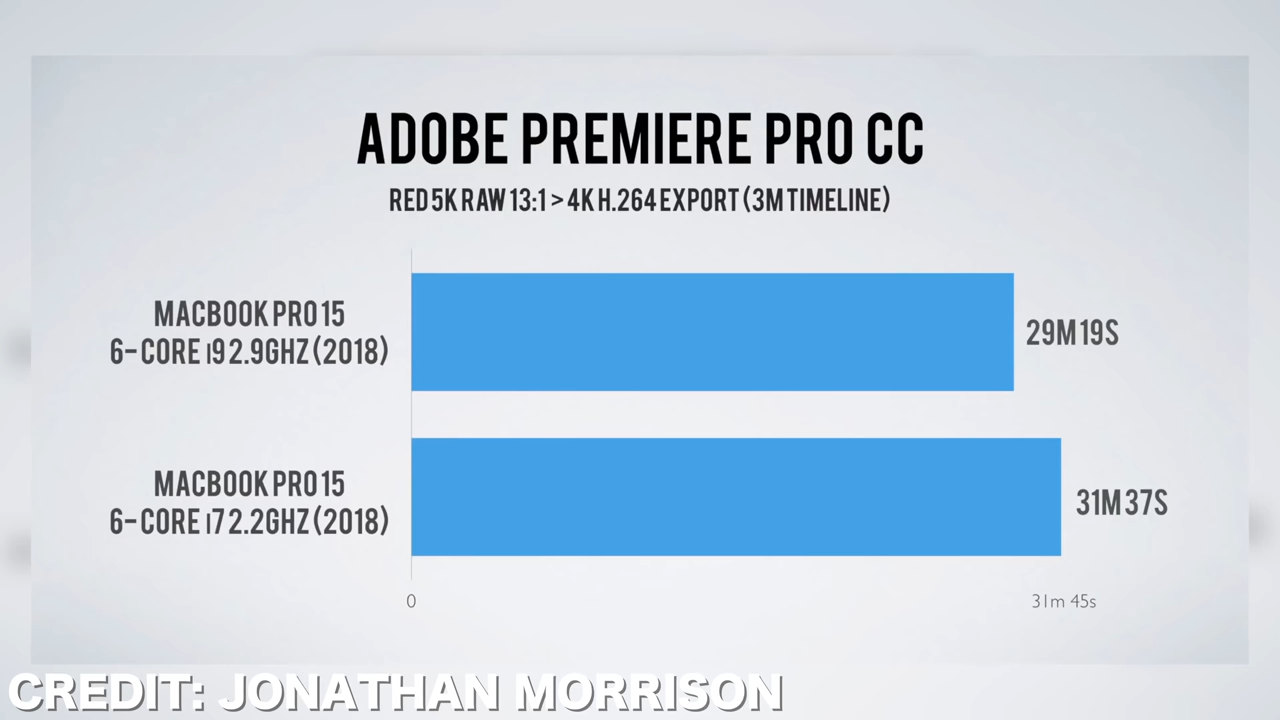 ADOBE PREMIERE PRO CC
RED 5K RAW 13:1 > 4K H.264 EXPORT (3M TIMELINE)
MACBOOK PRO 15
6-CORE i9 2.9GHZ (2018)
29M 19S
MACBOOK PRO 15
6-CORE i7 2.2GHZ (2018)
31M 37S
0
31m 45s
CREDIT: JONATHAN MORRISON